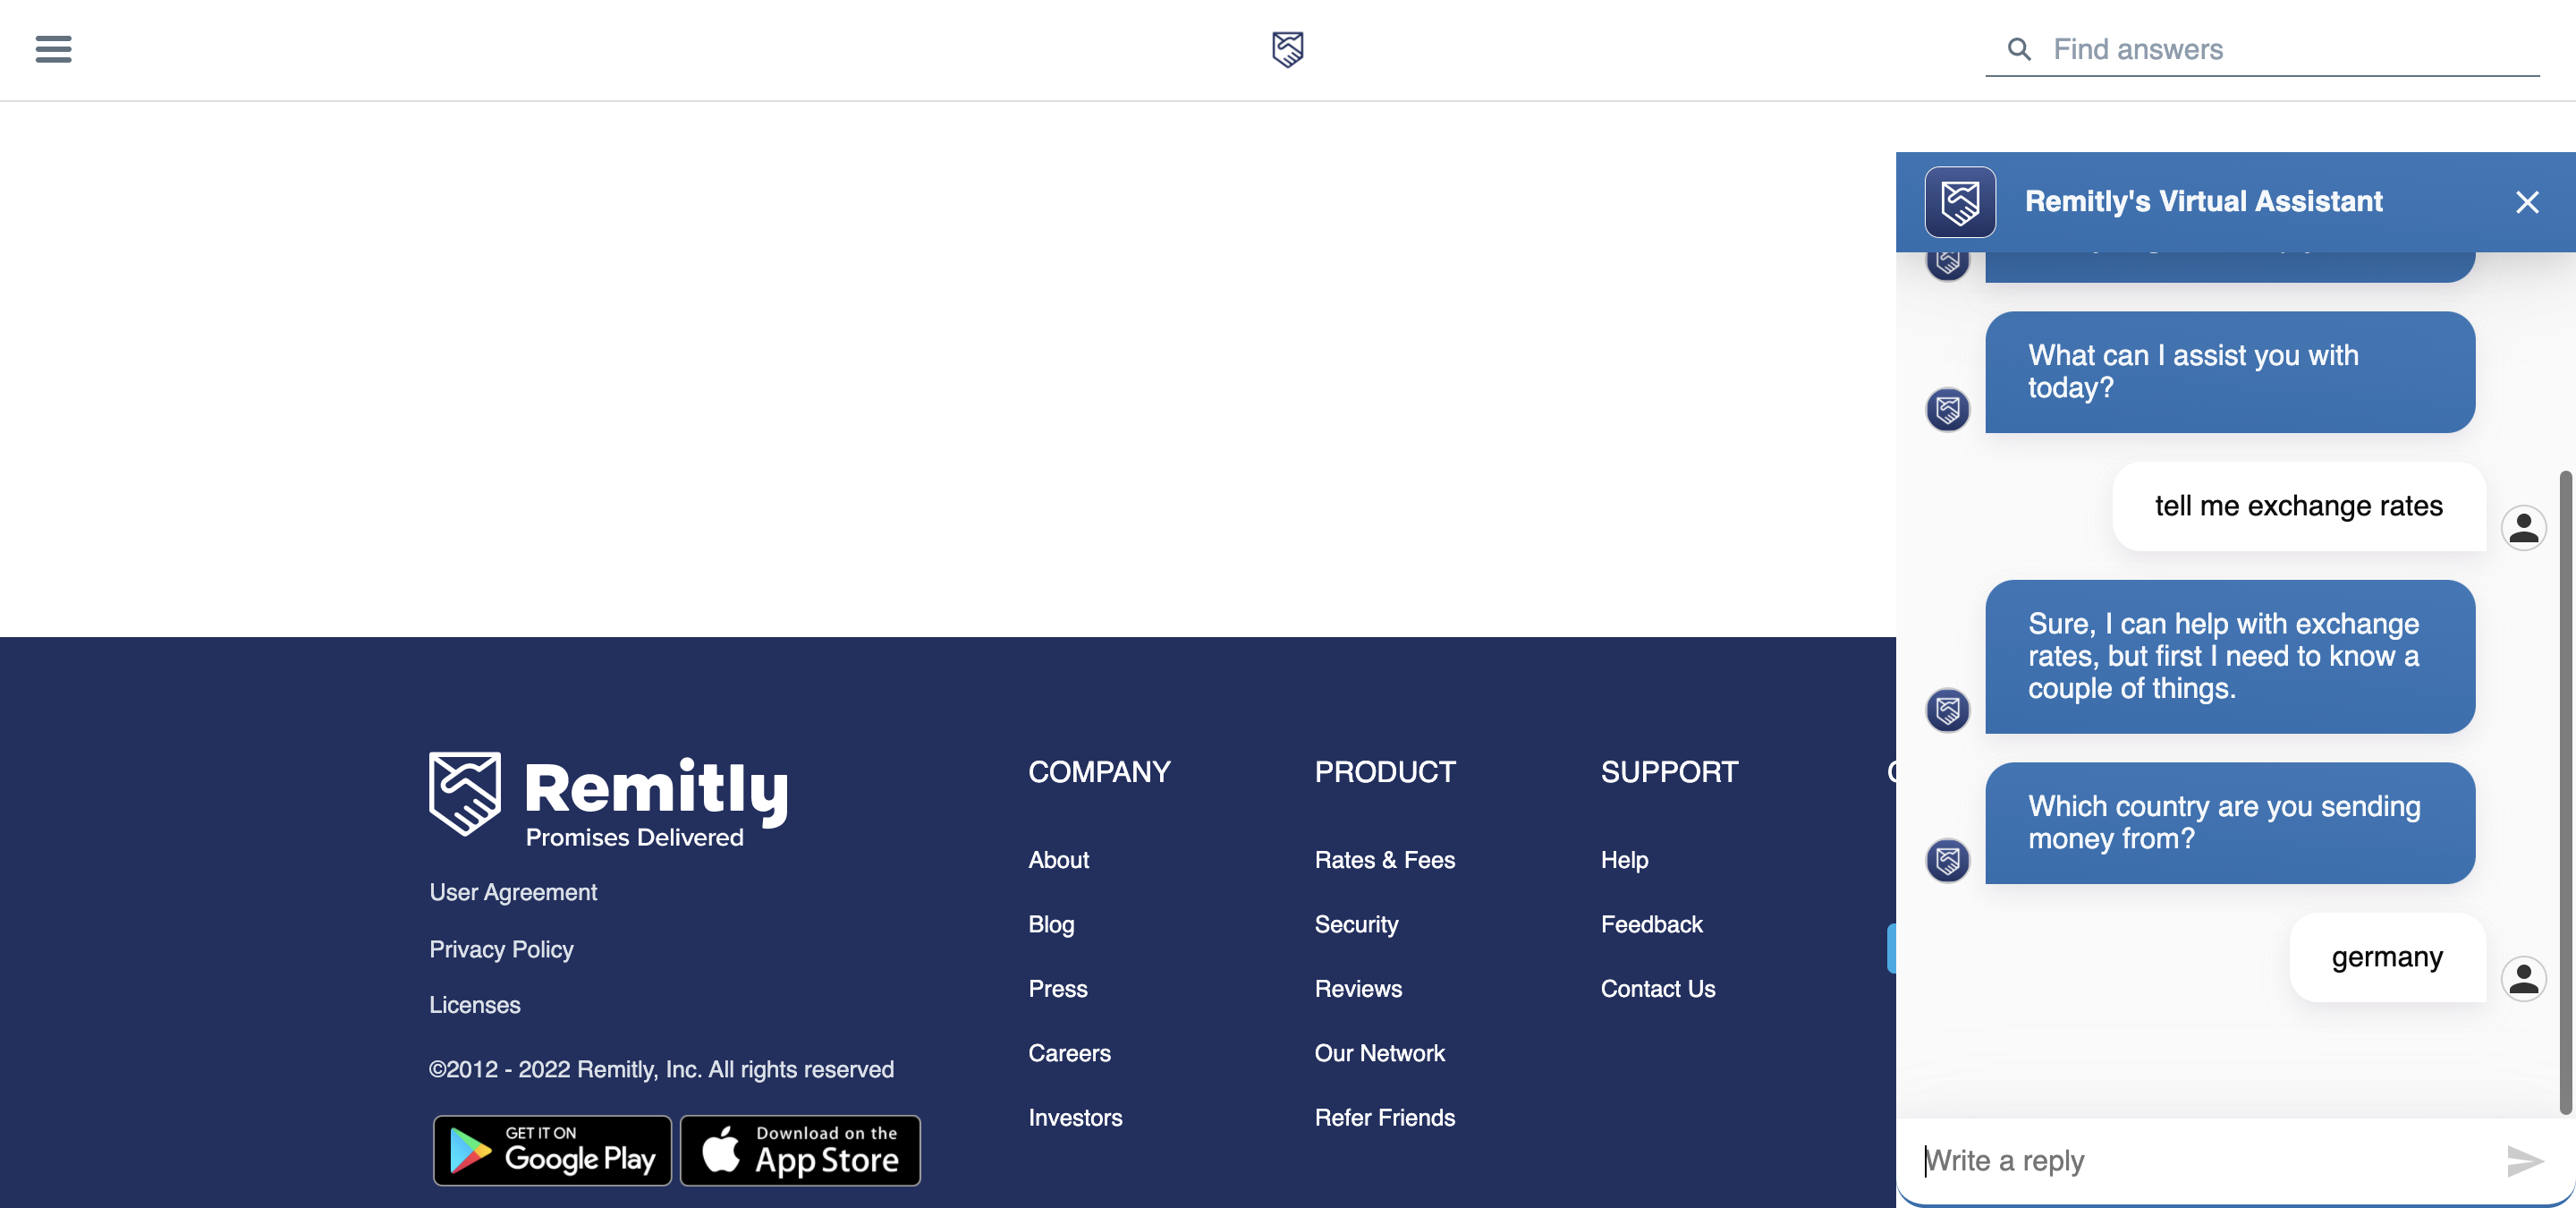 Find answers
Remitly's Virtual Assistant
What can I assist you with
today?
tell me exchange rates
Sure, I can help with exchange
rates, but first I need to know a
couple of things.
Which country are you sending
money from?
germany
Write a reply
Remitly
Promises Delivered
User Agreement
Privacy Policy
Licenses
©2012 - 2022 Remitly, Inc. All rights reserved
GET IT ON
Google Play
Download on the
App Store
COMPANY
About
Blog
Press
Careers
Investors
PRODUCT
Rates & Fees
Security
Reviews
Our Network
Refer Friends
SUPPORT
Help
Feedback
Contact Us